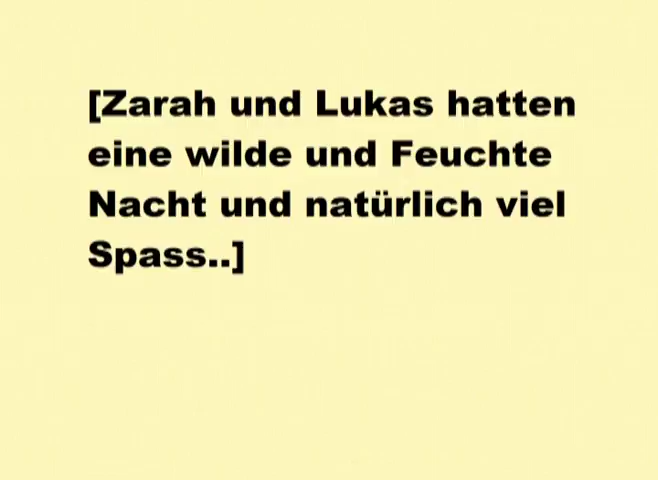 [Zarah und Lukas hatten
eine wilde und Feuchte
Nacht und natürlich viel
Spass..]